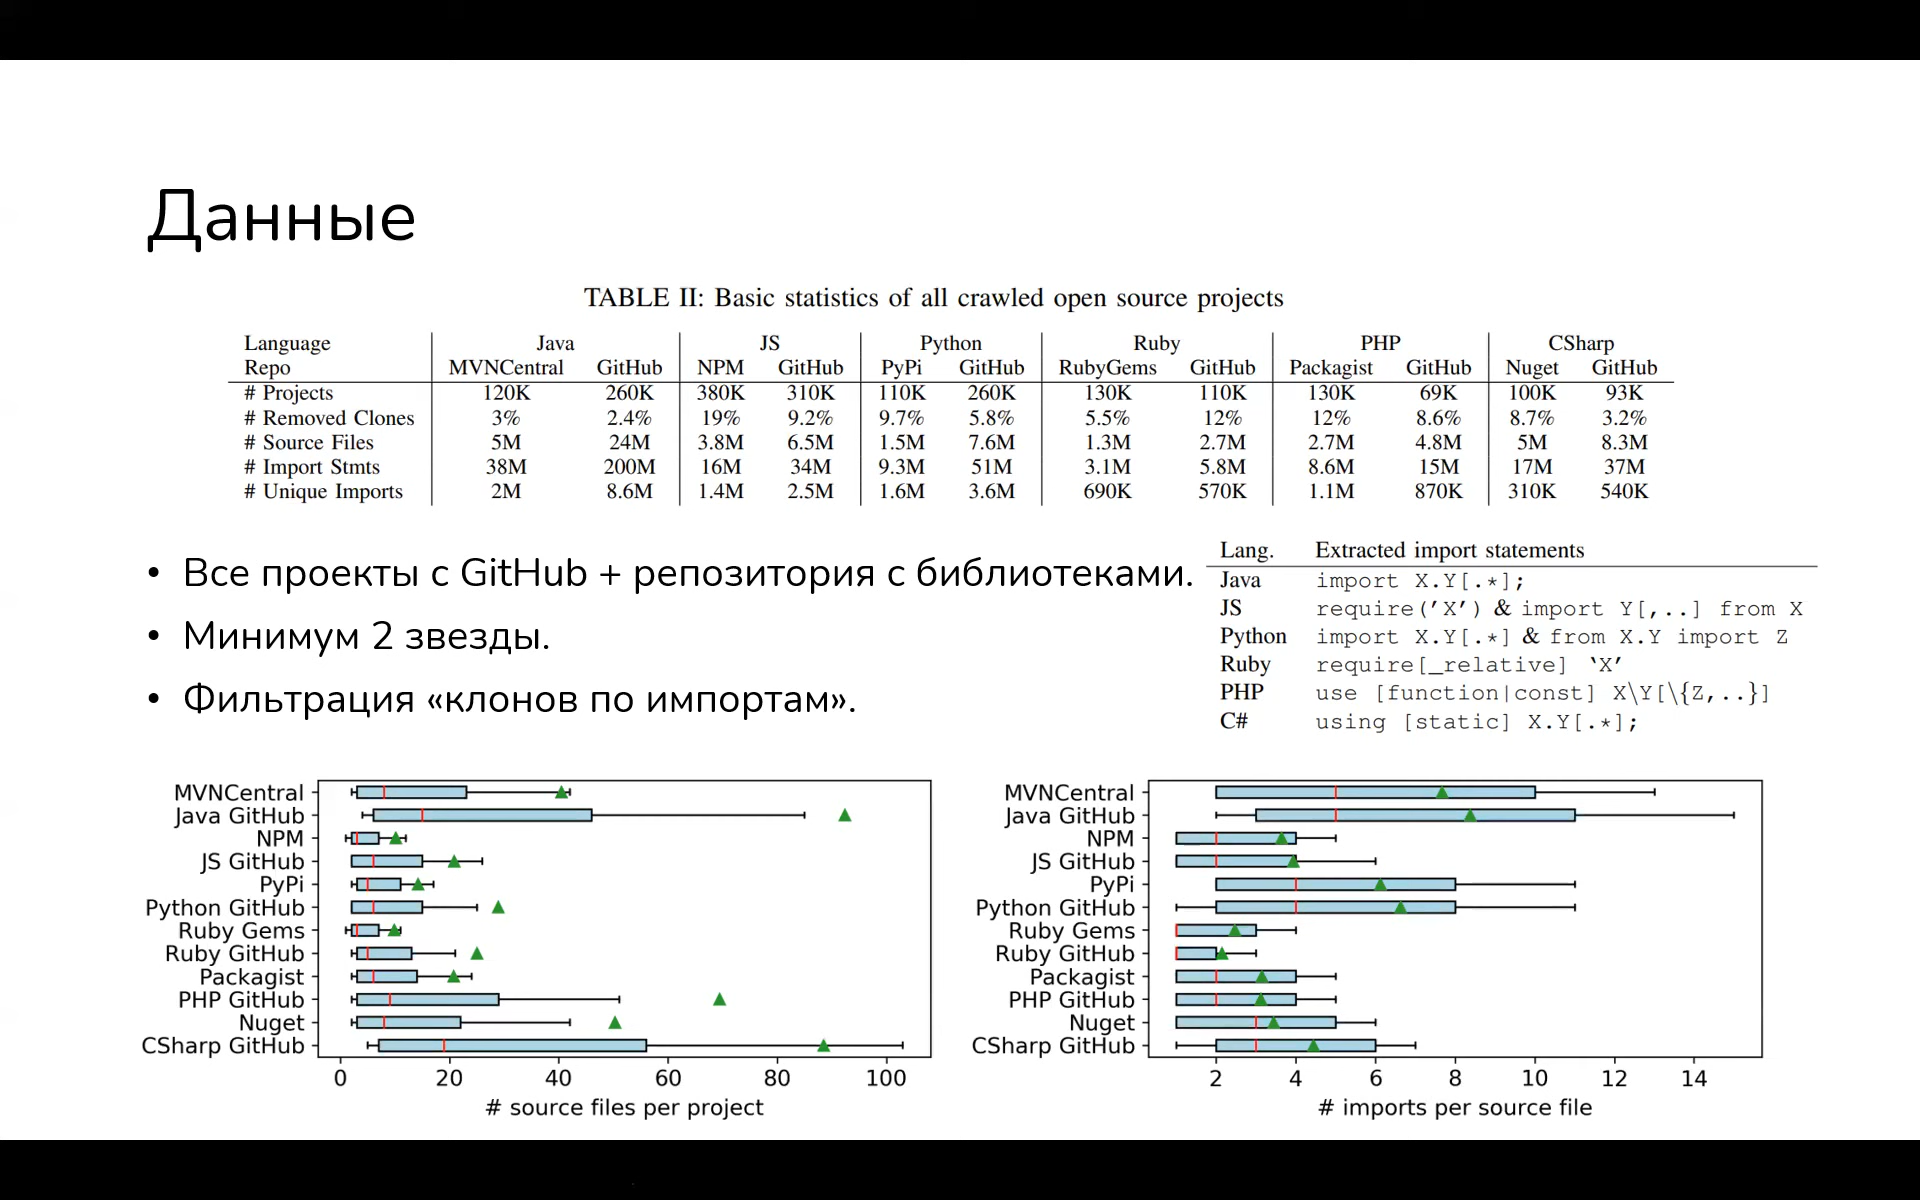 Данные
TABLE II: Basic statistics of all crawled open source projects
Language Java JS Python Ruby PHP CSharp
Repo MVNCentral GitHub NPM GitHub PyPi GitHub RubyGems GitHub Packagist GitHub Nuget GitHub
# Projects 120K 260K 380K 310K 110K 260K 130K 110K 130K 69K 100K 93K
# Removed Clones 3% 2.4% 19% 9.2% 9.7% 5.8% 5.5% 12% 12% 8.6% 8.7% 3.2%
# Source Files 5M 24M 3.8M 6.5M 1.5M 7.6M 1.3M 2.7M 2.7M 4.8M 5M 8.3M
# Import Stmts 38M 200M 16M 34M 9.3M 51M 3.1M 5.8M 8.6M 15M 17M 37M
# Unique Imports 2M 8.6M 1.4M 2.5M 1.6M 3.6M 690K 570K 1.1M 870K 310K 540K
• Все проекты с GitHub + репозитория с библиотеками.
• Минимум 2 звезды.
• Фильтрация «клонов по импортам».
Lang. Extracted import statements
Java import X.Y[.*];
JS require(’X’) & import Y[,..] from X
Python import X.Y[.*] & from X.Y import Z
Ruby require[_relative] ‘X’
PHP use [function|const] X\Y[\{Z,..}]
C# using [static] X.Y[.*];
MVNCentral
Java GitHub
NPM
JS GitHub
PyPi
Python GitHub
Ruby Gems
Ruby GitHub
Packagist
PHP GitHub
Nuget
CSharp GitHub
0 20 40 60 80 100
# source files per project
MVNCentral
Java GitHub
NPM
JS GitHub
PyPi
Python GitHub
Ruby Gems
Ruby GitHub
Packagist
PHP GitHub
Nuget
CSharp GitHub
2 4 6 8 10 12 14
# imports per source file